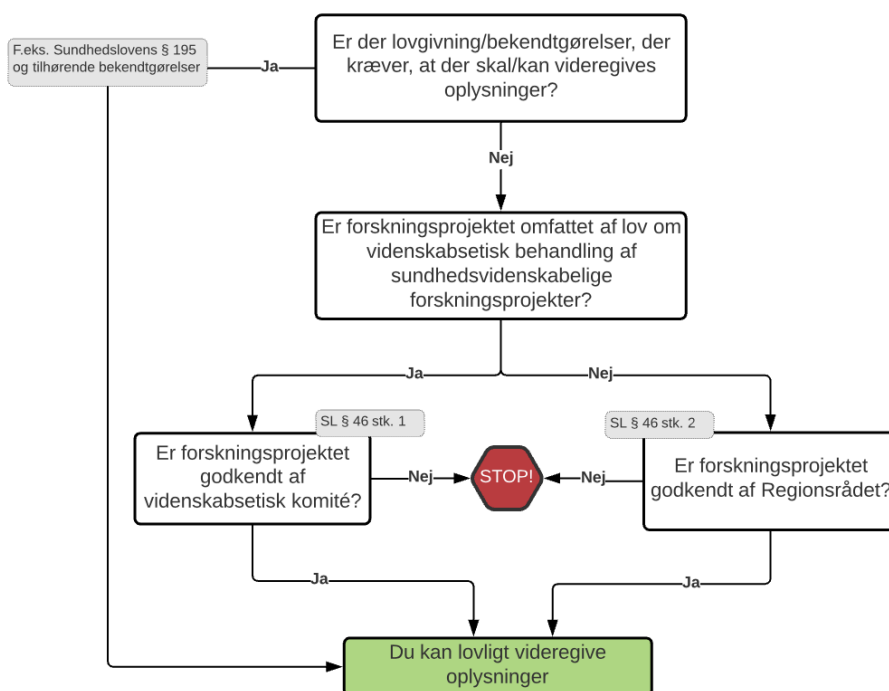 Er der lovgivning/bekendtgørelser, der
kræver, at der skal/kan videregives
oplysninger?
F.eks. Sundhedslovens § 195
og tilhørende bekendtgørelser
Ja
Nej
Er forskningsprojektet omfattet af lov om
videnskabsetisk behandling af
sundhedsvidenskabelige
forskningsprojekter?
Ja
Nej
SL § 46 stk. 1
SL § 46 stk. 2
Er forskningsprojektet
godkendt af
videnskabsetisk komité?
Nej
STOP!
Nej
Er forskningsprojektet
godkendt af Regionsrådet?
Ja
Ja
Du kan lovligt videregive
oplysninger